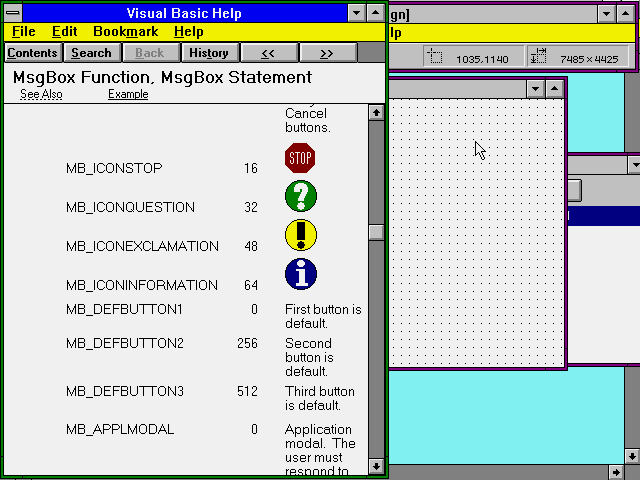 Visual Basic Help
File Edit Bookmark Help
Contents Search Back History << >>
MsgBox Function, MsgBox Statement
See Also Example
Cancel
buttons.
MB_ICONSTOP 16 STOP
MB_ICONQUESTION 32 ?
MB_ICONEXCLAMATION 48 !
MB_ICONINFORMATION 64 i
MB_DEFBUTTON1 0 First button is
default.
MB_DEFBUTTON2 256 Second
button is
default.
MB_DEFBUTTON3 512 Third button
is default.
MB_APPLMODAL 0 Application
modal. The
user must
respond to
gn]
lp
1035,1140 7485×4425